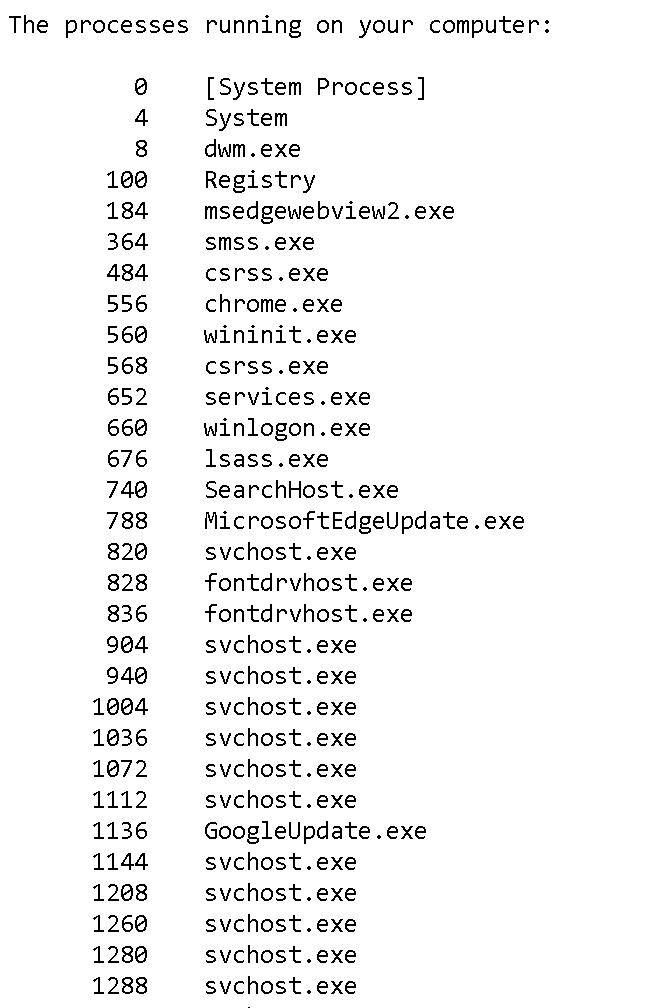 The processes running on your computer:
0 [System Process]
4 System
8 dwm.exe
100 Registry
184 msedgewebview2.exe
364 smss.exe
484 csrss.exe
556 chrome.exe
560 wininit.exe
568 csrss.exe
652 services.exe
660 winlogon.exe
676 lsass.exe
740 SearchHost.exe
788 MicrosoftEdgeUpdate.exe
820 svchost.exe
828 fontdrvhost.exe
836 fontdrvhost.exe
904 svchost.exe
940 svchost.exe
1004 svchost.exe
1036 svchost.exe
1072 svchost.exe
1112 svchost.exe
1136 GoogleUpdate.exe
1144 svchost.exe
1208 svchost.exe
1260 svchost.exe
1280 svchost.exe
1288 svchost.exe